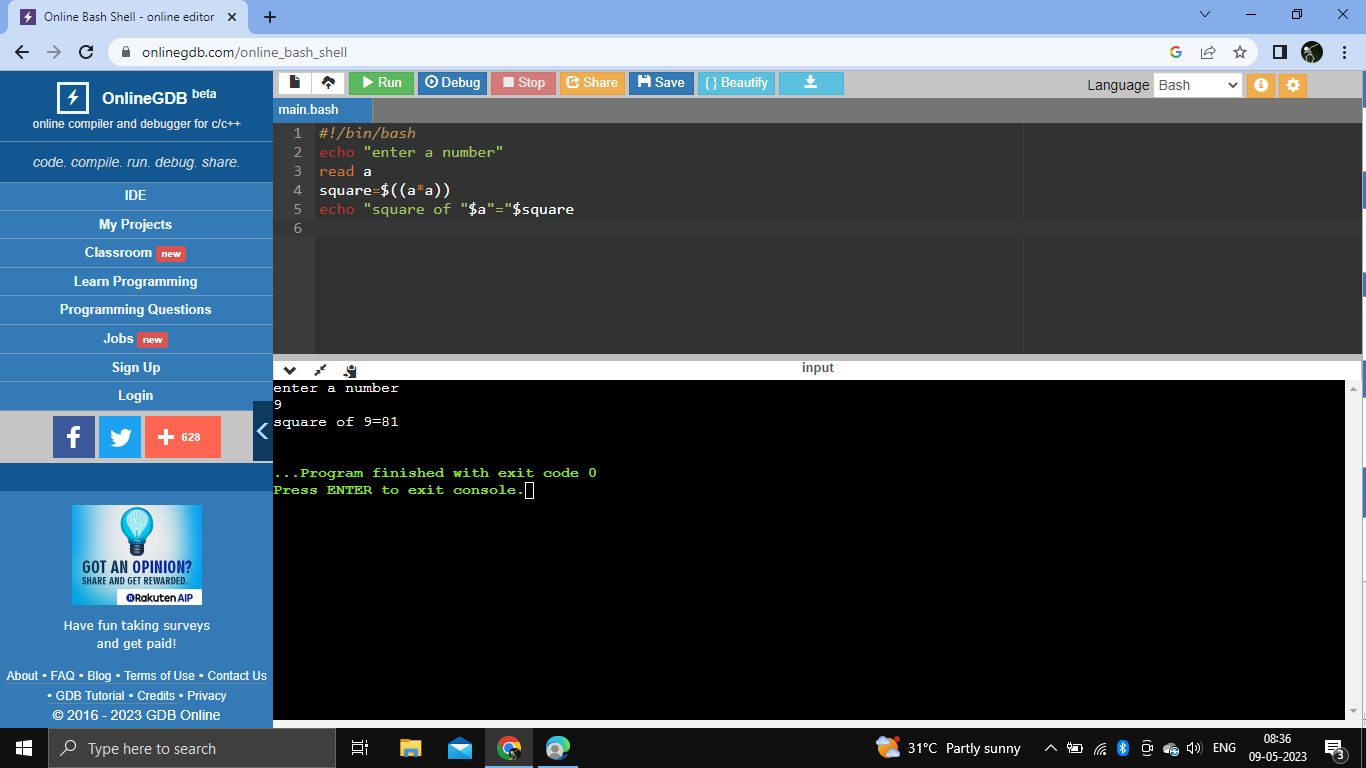 Online Bash Shell - online editor
onlinegdb.com/online_bash_shell
OnlineGDB beta
online compiler and debugger for c/c++
code. compile. run. debug. share.
IDE
My Projects
Classroom new
Learn Programming
Programming Questions
Jobs new
Sign Up
Login
628
GOT AN OPINION?
SHARE AND GET REWARDED.
Rakuten AIP
Have fun taking surveys
and get paid!
About • FAQ • Blog • Terms of Use • Contact Us
• GDB Tutorial • Credits • Privacy
© 2016 - 2023 GDB Online
Run Debug Stop Share Save { } Beautify
Language Bash
main.bash
1 #!/bin/bash
2 echo "enter a number"
3 read a
4 square=$((a*a))
5 echo "square of "$a"="$square
6
input
enter a number
9
square of 9=81
...Program finished with exit code 0
Press ENTER to exit console.
Type here to search
31°C Partly sunny
ENG
08:36
09-05-2023
3